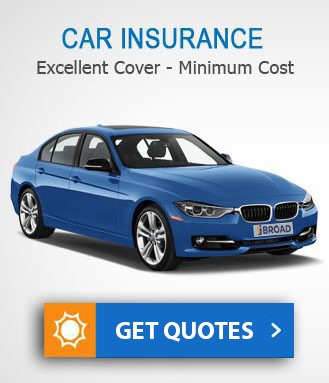 CAR INSURANCE
Excellent Cover - Minimum Cost
iBROAD
GET QUOTES >